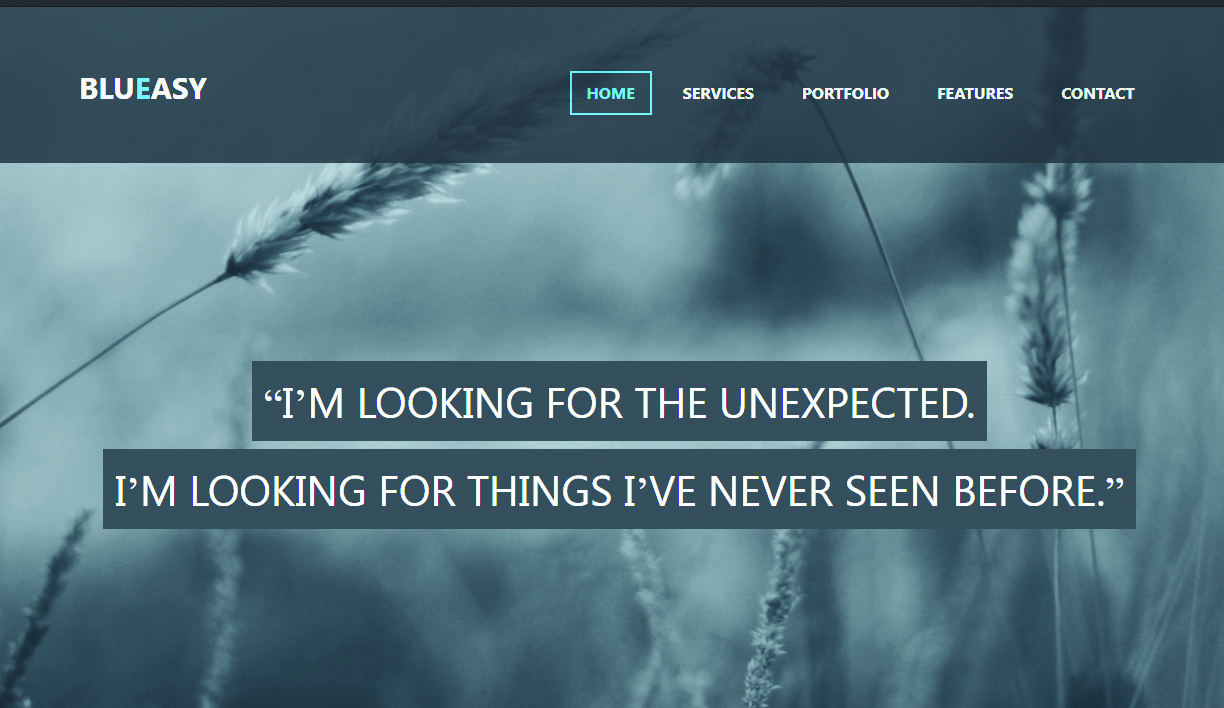 BLUEASY
HOME SERVICES PORTFOLIO FEATURES CONTACT
“I’M LOOKING FOR THE UNEXPECTED.
I’M LOOKING FOR THINGS I’VE NEVER SEEN BEFORE.”